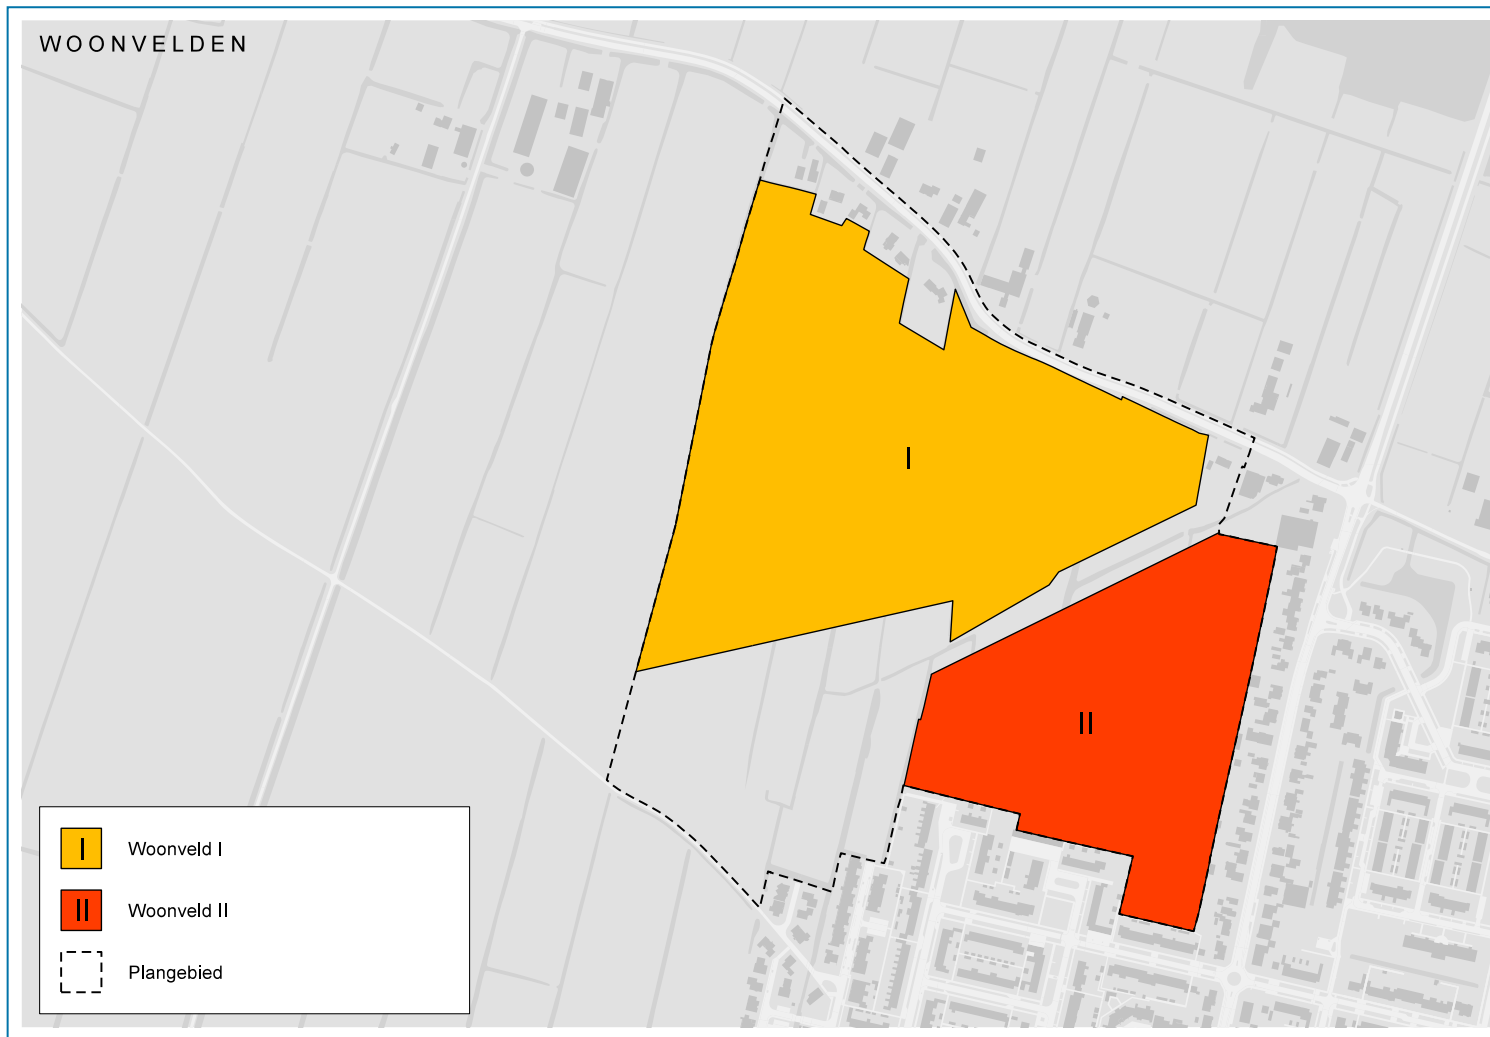 WOONVELDEN
I
II
I Woonveld I
II Woonveld II
Plangebied